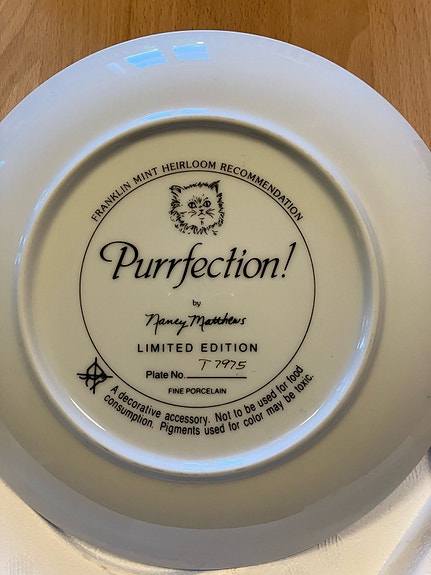 FRANKLIN MINT HEIRLOOM RECOMMENDATION
Purrfection!
by
Nancy Matthews
LIMITED EDITION
Plate No. T 7975
FINE PORCELAIN
A decorative accessory. Not to be used for food
consumption. Pigments used for color may be toxic.